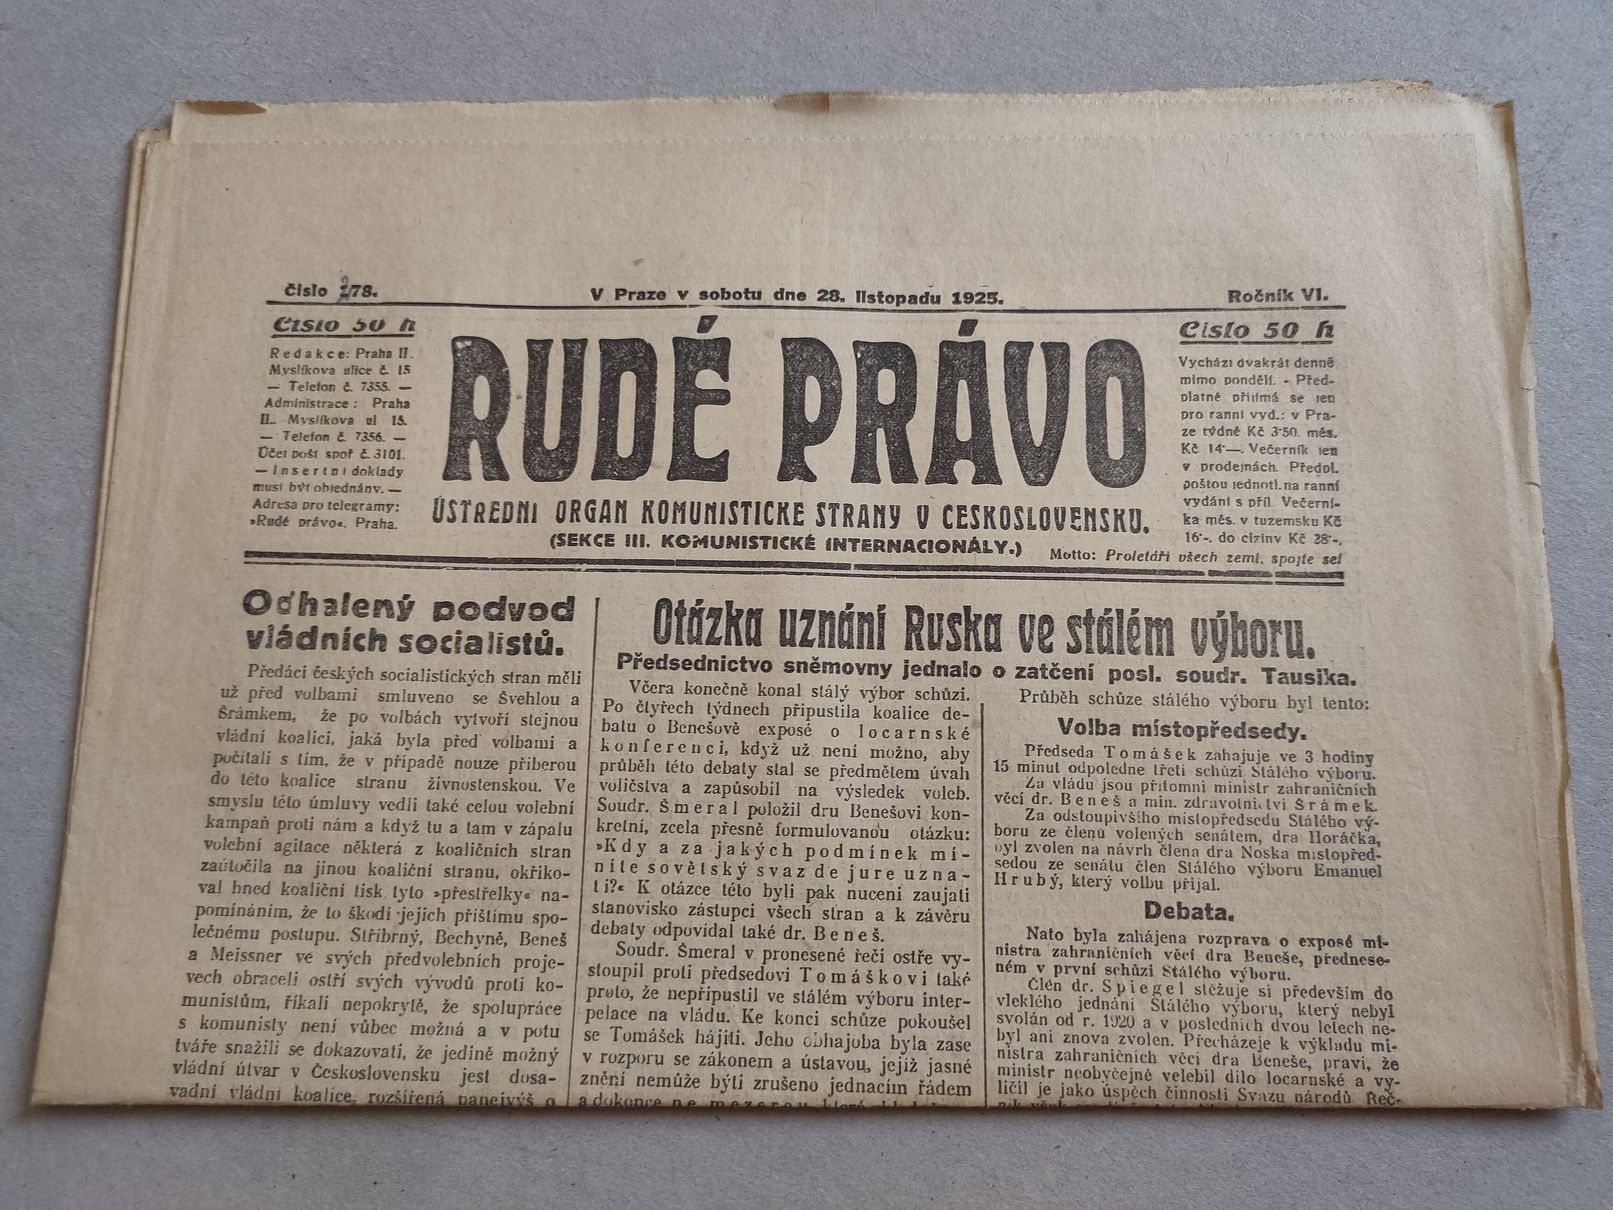 číslo 278.
V Praze v sobotu dne 28. listopadu 1925.
Ročník VI.
Císlo 50 h
Redakce: Praha II.
Myslíkova ulice č. 15
— Telefon č. 7355. —
Administrace: Praha
II.. Myslíkova ul 15.
— Telefon č. 7356. —
Účet pošt spoř č. 3101.
— Insertní doklady
musí být objednány. —
Adresa pro telegramy:
»Rudé právo«, Praha.
RUDÉ PRÁVO
ÚSTŘEDNÍ ORGÁN KOMUNISTICKÉ STRANY V ČESKOSLOVENSKU.
(SEKCE III. KOMUNISTICKÉ INTERNACIONÁLY.)
Císlo 50 h
Vychází dvakrát denně
mimo pondělí. - Před-
platné přijímá se jen
pro ranní vyd.: v Pra-
ze týdně Kč 3·50. měs.
Kč 14·—. Večerník jen
v prodejnách. Předpl.
poštou jednotl. na ranní
vydání s příl. Večerní-
ka měs. v tuzemsku Kč
16·-. do ciziny Kč 28·-.
Motto: Proletáři všech zemí, spojte se!
Odhalený podvod
vládních socialistů.
Předáci českých socialistických stran měli
už před volbami smluveno se Švehlou a
Šrámkem, že po volbách vytvoří stejnou
vládní koalici, jaká byla před volbami a
počítali s tím, že v případě nouze přiberou
do této koalice stranu živnostenskou. Ve
smyslu této úmluvy vedli také celou volební
kampaň proti nám a když tu a tam v zápalu
volební agitace některá z koaličních stran
zaútočila na jinou koaliční stranu, okřiko-
val hned koaliční tisk tyto »přestřelky« na-
pomínáním, že to škodí jejich příštímu spo-
lečnému postupu. Stříbrný, Bechyně, Beneš
a Meissner ve svých předvolebních proje-
vech obraceli ostří svých vývodů proti ko-
munistům, říkali nepokrytě, že spolupráce
s komunisty není vůbec možná a v potu
tváře snažili se dokazovati, že jedině možný
vládní útvar v Československu jest dosa-
vadní vládní koalice, rozšířená nanejvýš o
Otázka uznání Ruska ve stálém výboru.
Předsednictvo sněmovny jednalo o zatčení posl. soudr. Tausika.
Včera konečně konal stálý výbor schůzi.
Po čtyřech týdnech připustila koalice de-
batu o Benešově exposé o locarnské
konferenci, když už není možno, aby
průběh této debaty stal se předmětem úvah
voličstva a zapůsobil na výsledek voleb.
Soudr. Šmeral položil dru Benešovi kon-
kretní, zcela přesně formulovanou otázku:
»Kdy a za jakých podmínek mí-
níte sovětský svaz de jure uzna-
ti?« K otázce této byli pak nuceni zaujati
stanovisko zástupci všech stran a k závěru
debaty odpovídal také dr. Beneš.
Soudr. Šmeral v pronesené řeči ostře vy-
stoupil proti předsedovi Tomáškovi také
proto, že nepřipustil ve stálém výboru inter-
pelace na vládu. Ke konci schůze pokoušel
se Tomášek hájiti. Jeho obhajoba byla zase
v rozporu se zákonem a ústavou, jejíž jasné
znění nemůže býti zrušeno jednacím řádem
a dokonce ne mezerou,
Průběh schůze stálého výboru byl tento:
Volba místopředsedy.
Předseda Tomášek zahajuje ve 3 hodiny
15 minut odpoledne třetí schůzi Stálého výboru.
Za vládu jsou přítomni ministr zahraničních
věcí dr. Beneš a min. zdravotnictví Šrámek.
Za odstoupivšího místopředsedu Stálého vý-
boru ze členů volených senátem, dra Horáčka,
byl zvolen na návrh člena dra Noska místopřed-
sedou ze senátu člen Stálého výboru Emanuel
Hrubý, který volbu přijal.
Debata.
Nato byla zahájena rozprava o exposé mi-
nistra zahraničních věcí dra Beneše, přednese-
ném v první schůzi Stálého výboru.
Člen dr. Spiegel stěžuje si především do
vleklého jednání Stálého výboru, který nebyl
svolán od r. 1920 a v posledních dvou letech ne-
byl ani znova zvolen. Přecházeje k výkladu mi-
nistra zahraničních věcí dra Beneše, praví, že
ministr neobyčejně velebil dílo locarnské a vy-
líčil je jako úspěch činnosti Svazu národů Řeč-